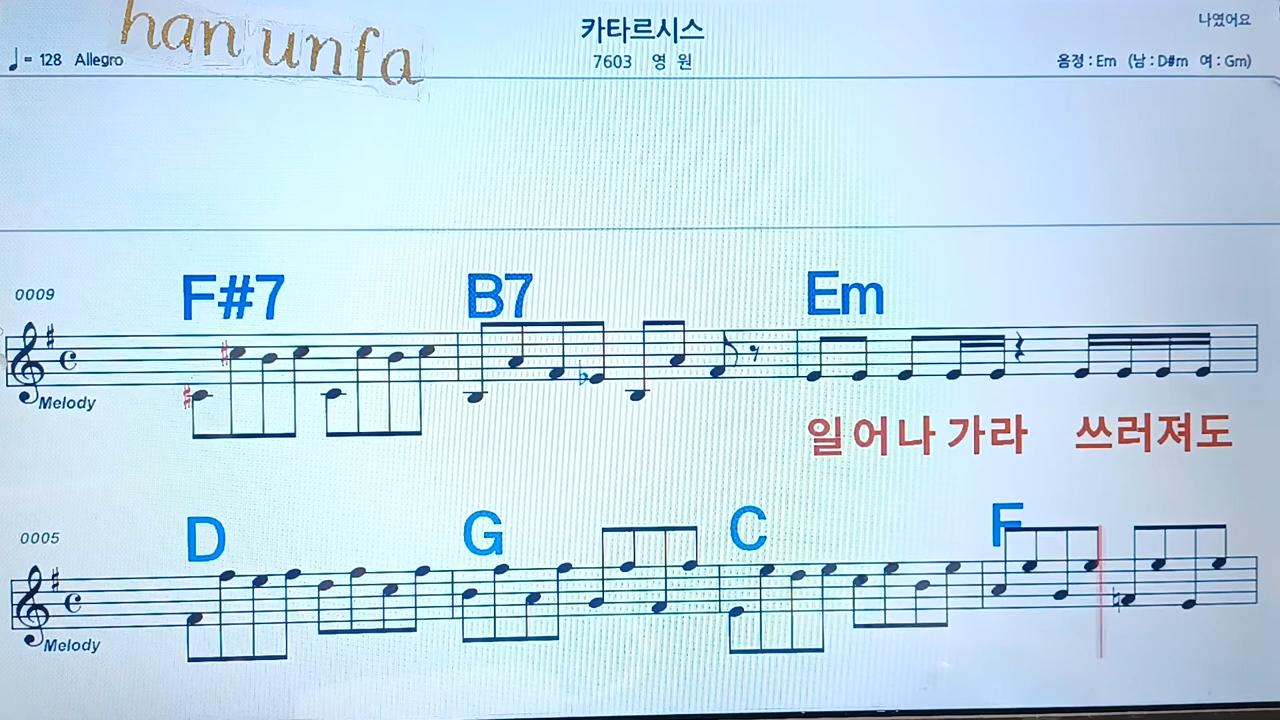 han unfa
카타르시스
나였어요
♩= 128 Allegro
7603 영 원
음정 : Em (남 : D#m 여 : Gm)
F#7 B7 Em
0009
Melody
일어나 가라 쓰러져도
D G C F
0005
Melody